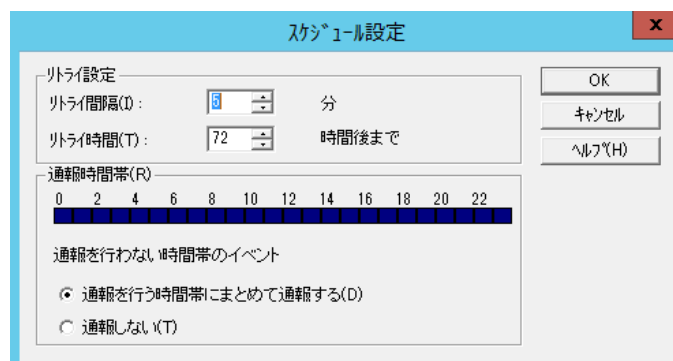 ｽｹｼﾞｭｰﾙ設定
x
ﾘﾄﾗｲ設定
ﾘﾄﾗｲ間隔(I) : 5 分
ﾘﾄﾗｲ時間(T) : 72 時間後まで
OK
ｷｬﾝｾﾙ
ﾍﾙﾌﾟ(H)
通報時間帯(R)
0 2 4 6 8 10 12 14 16 18 20 22
通報を行わない時間帯のイベント
通報を行う時間帯にまとめて通報する(D)
通報しない(T)